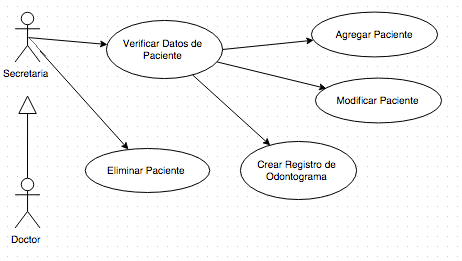 Agregar Paciente
Verificar Datos de
Paciente
Secretaria
Modificar Paciente
Eliminar Paciente
Crear Registro de
Odontograma
Doctor